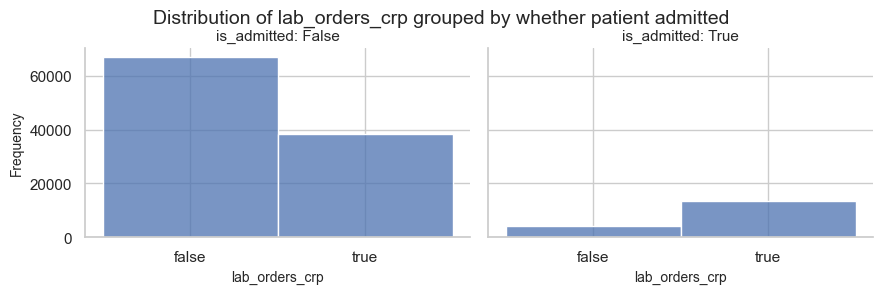 Distribution of lab_orders_crp grouped by whether patient admitted
is_admitted: False
is_admitted: True
Frequency
60000
40000
20000
0
false
true
false
true
lab_orders_crp
lab_orders_crp